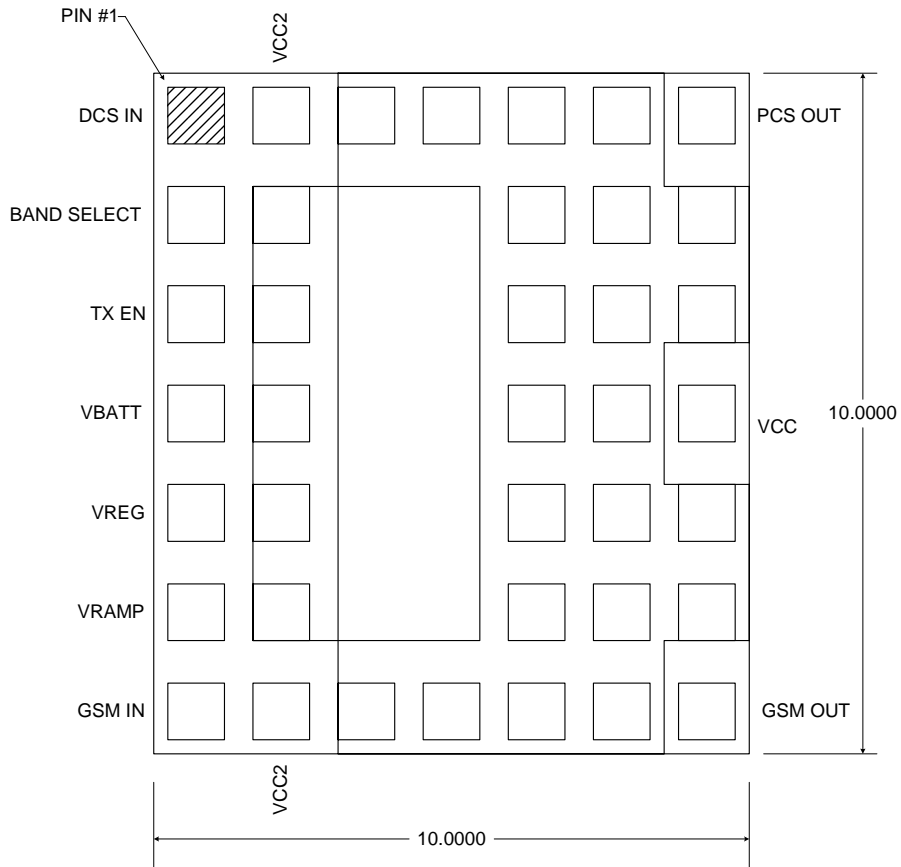 PIN #1
VCC2
DCS IN
PCS OUT
BAND SELECT
TX EN
VBATT
10.0000
VCC
VREG
VRAMP
GSM IN
GSM OUT
VCC2
10.0000